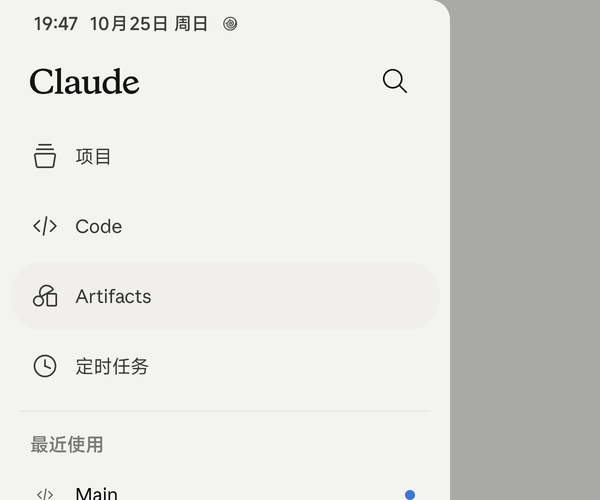 19:47 10月25日 周日
Claude
项目
Code
Artifacts
定时任务
最近使用
Main